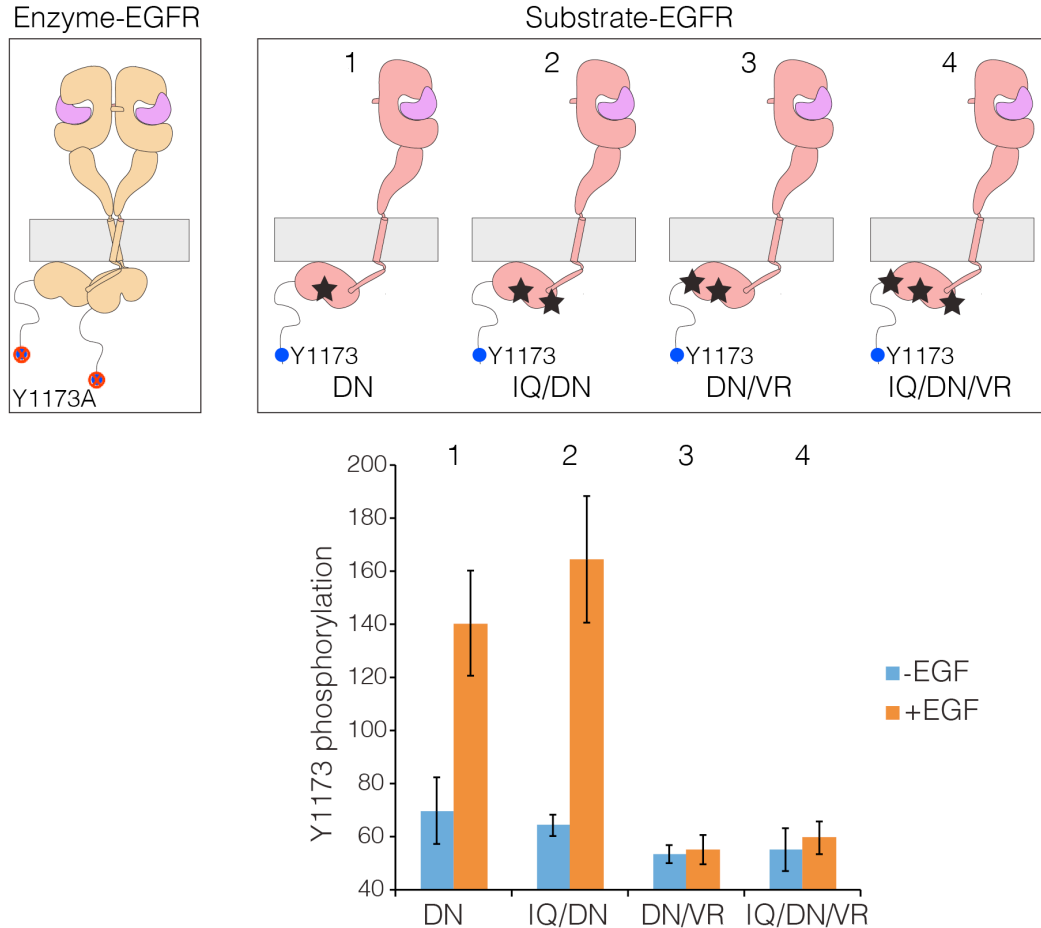 Enzyme-EGFR
Substrate-EGFR
1 2 3 4
Y1173A
Y1173 Y1173 Y1173 Y1173
DN IQ/DN DN/VR IQ/DN/VR
1 2 3 4
Y1173 phosphorylation
200
180
160
140
120
100
80
60
40
-EGF
+EGF
DN IQ/DN DN/VR IQ/DN/VR